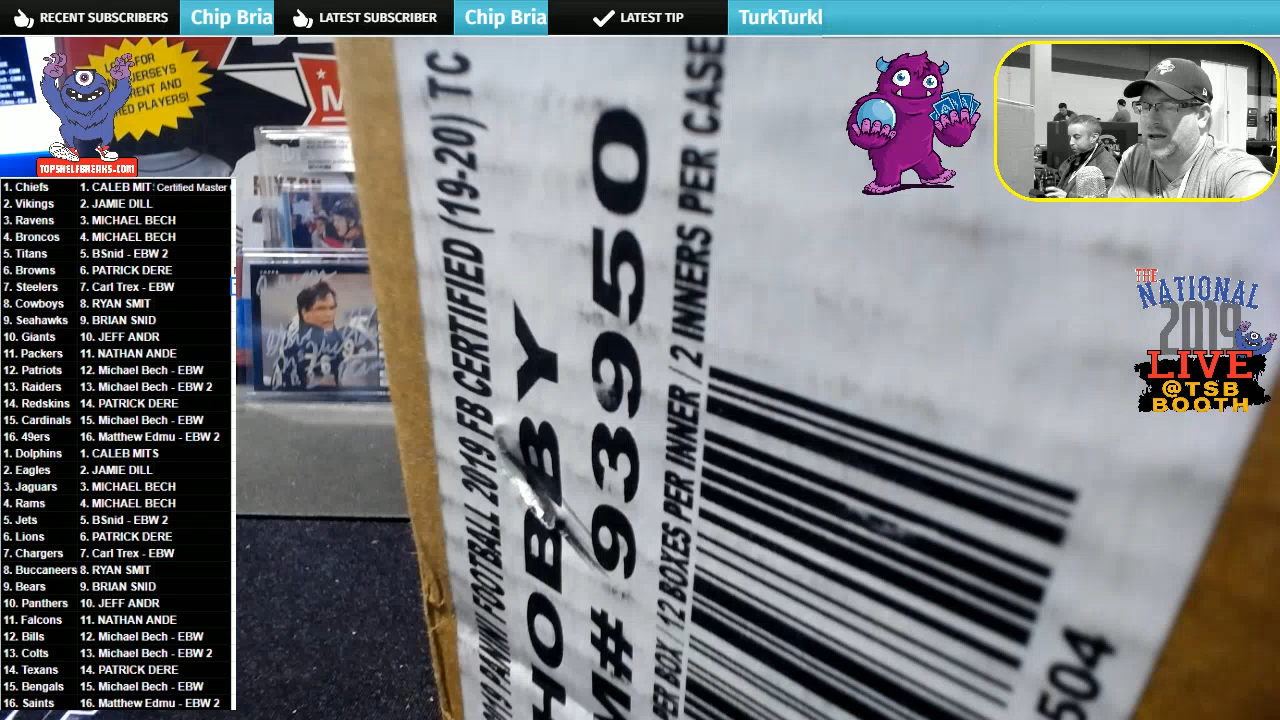 RECENT SUBSCRIBERS
Chip Bria
LATEST SUBSCRIBER
Chip Bria
LATEST TIP
TurkTurkl
TOPSHELFBREAKS.COM
1. Chiefs 1. CALEB MIT: Certified Master
2. Vikings 2. JAMIE DILL
3. Ravens 3. MICHAEL BECH
4. Broncos 4. MICHAEL BECH
5. Titans 5. BSnid - EBW 2
6. Browns 6. PATRICK DERE
7. Steelers 7. Carl Trex - EBW
8. Cowboys 8. RYAN SMIT
9. Seahawks 9. BRIAN SNID
10. Giants 10. JEFF ANDR
11. Packers 11. NATHAN ANDE
12. Patriots 12. Michael Bech - EBW
13. Raiders 13. Michael Bech - EBW 2
14. Redskins 14. PATRICK DERE
15. Cardinals 15. Michael Bech - EBW
16. 49ers 16. Matthew Edmu - EBW 2
1. Dolphins 1. CALEB MITS
2. Eagles 2. JAMIE DILL
3. Jaguars 3. MICHAEL BECH
4. Rams 4. MICHAEL BECH
5. Jets 5. BSnid - EBW 2
6. Lions 6. PATRICK DERE
7. Chargers 7. Carl Trex - EBW
8. Buccaneers 8. RYAN SMIT
9. Bears 9. BRIAN SNID
10. Panthers 10. JEFF ANDR
11. Falcons 11. NATHAN ANDE
12. Bills 12. Michael Bech - EBW
13. Colts 13. Michael Bech - EBW 2
14. Texans 14. PATRICK DERE
15. Bengals 15. Michael Bech - EBW
16. Saints 16. Matthew Edmu - EBW 2
2019 PANINI FOOTBALL 2019 FB CERTIFIED (19-20) TC
HOBBY
M# 93950
PER BOX / 12 BOXES PER INNER / 2 INNERS PER CASE
504
THE
NATIONAL
2019
LIVE
@TSB
BOOTH